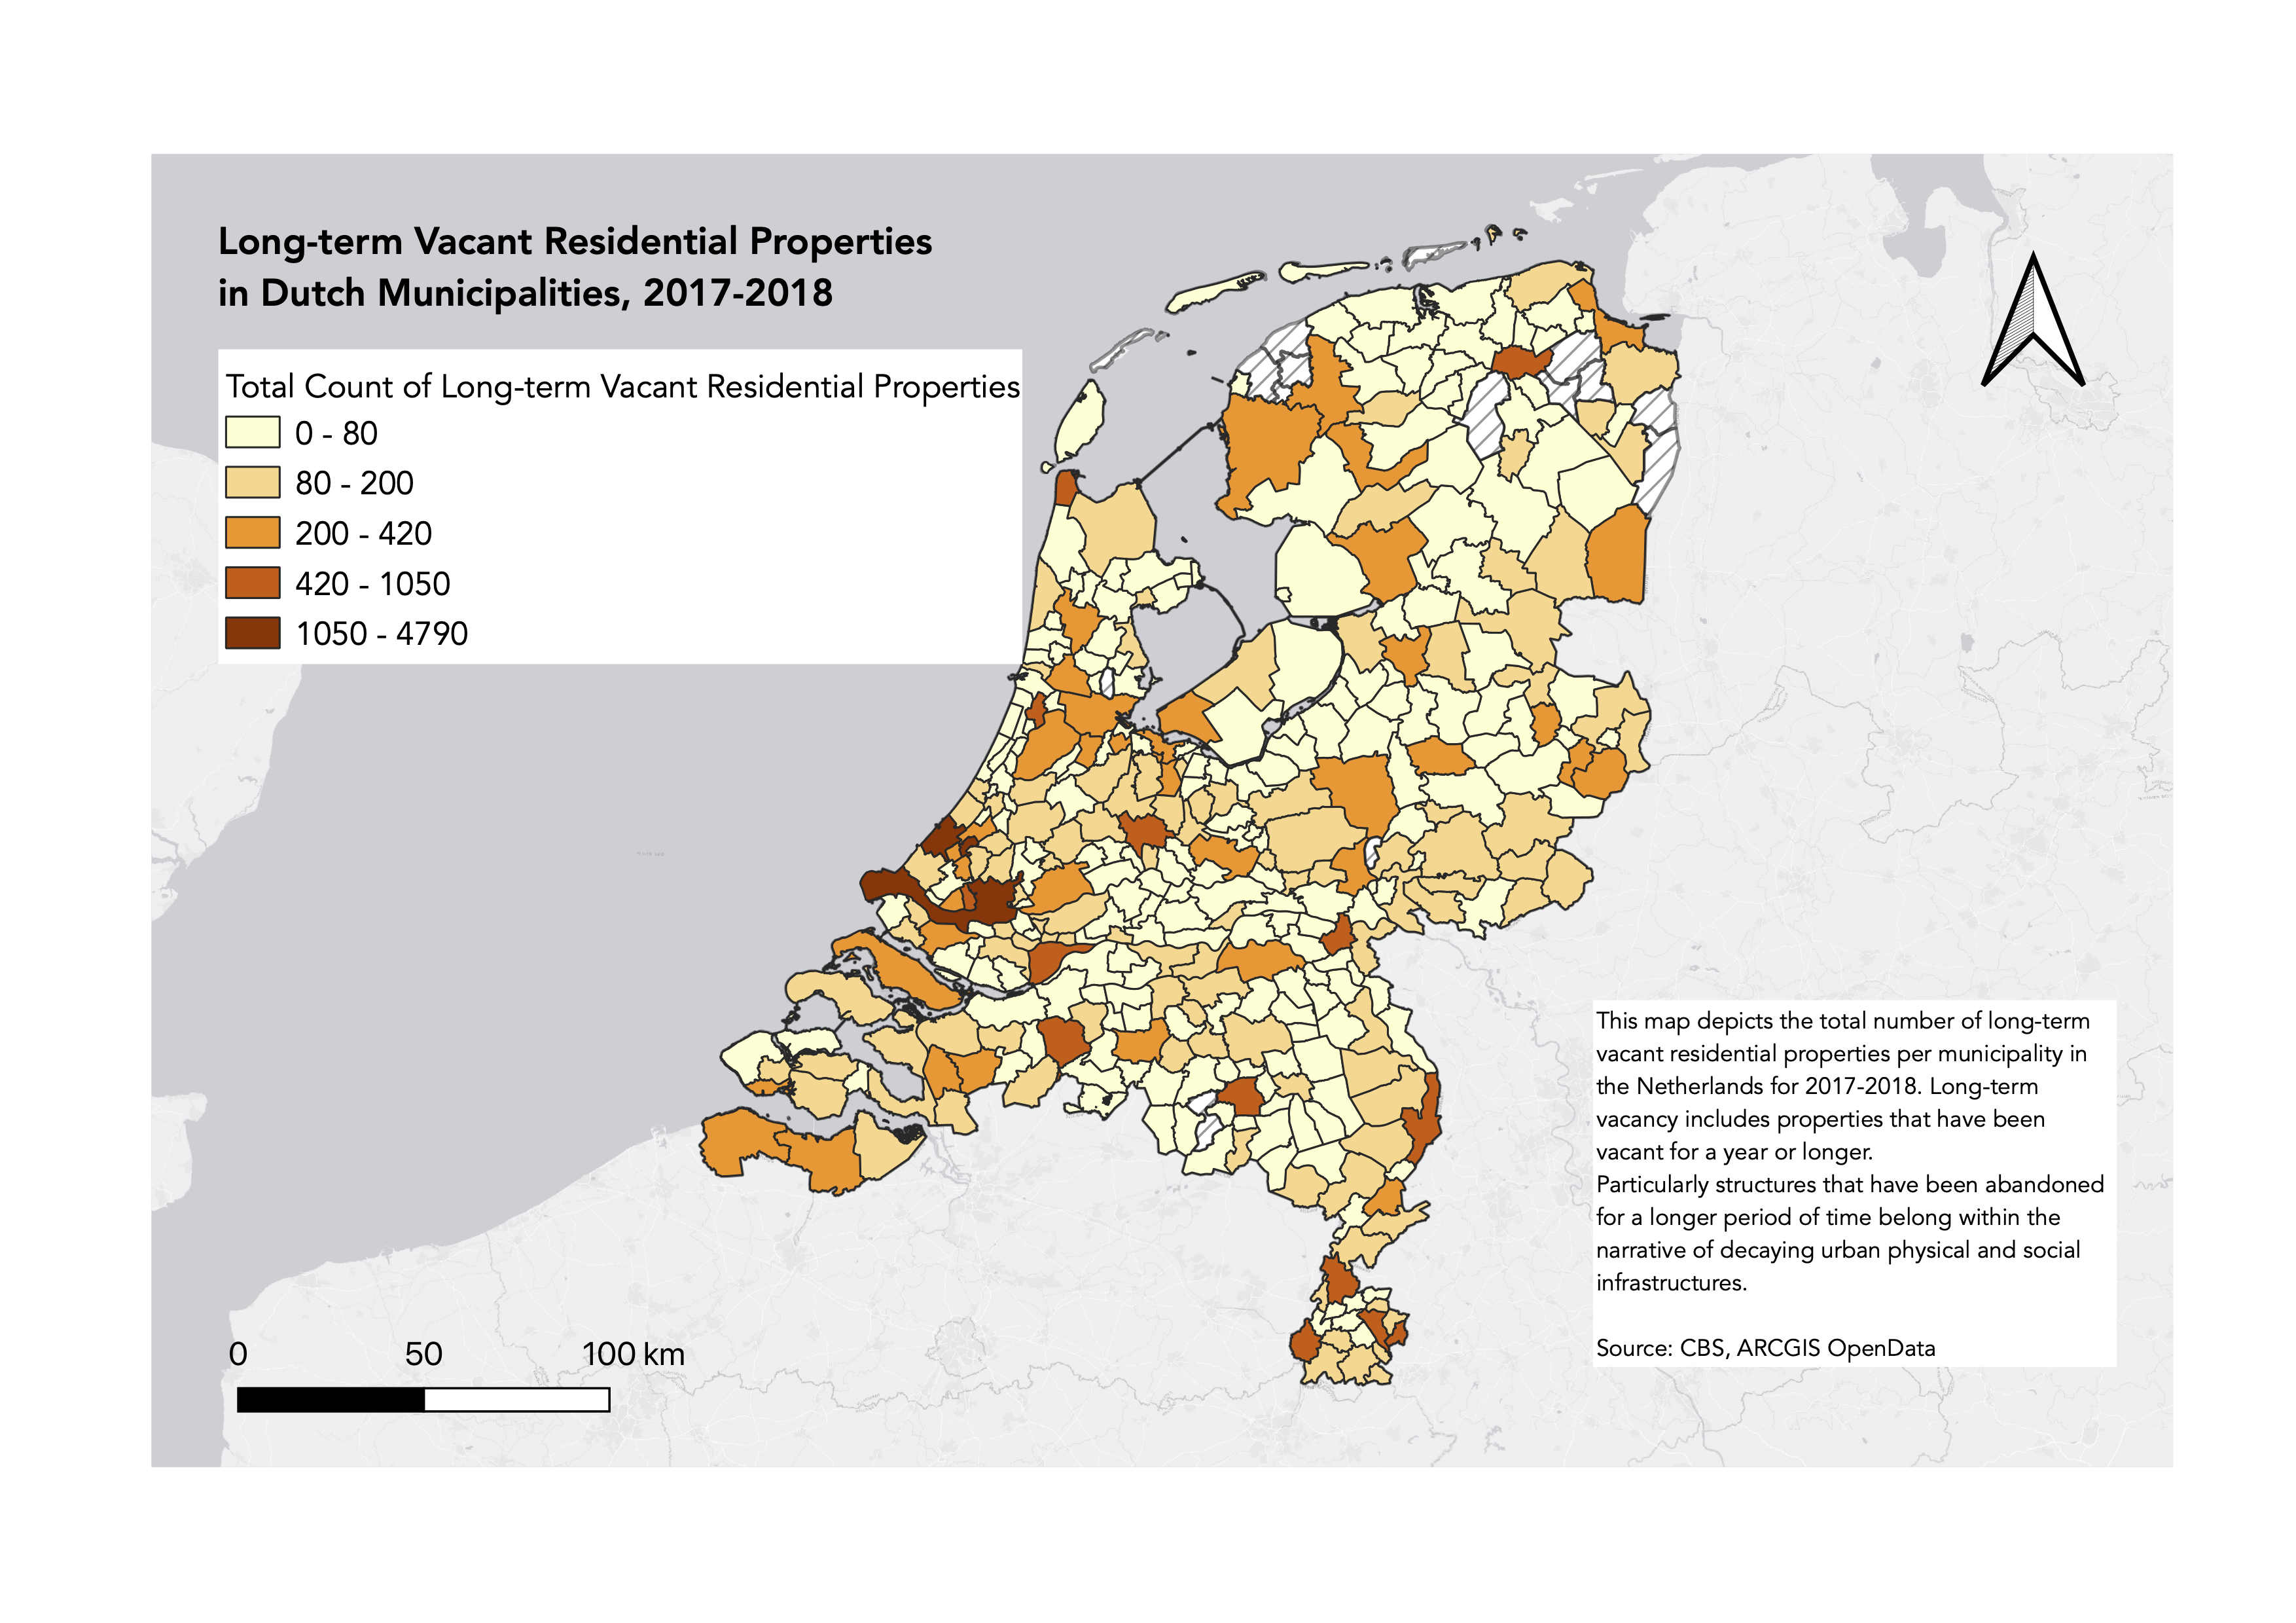 Long-term Vacant Residential Properties
in Dutch Municipalities, 2017-2018
Total Count of Long-term Vacant Residential Properties
0 - 80
80 - 200
200 - 420
420 - 1050
1050 - 4790
This map depicts the total number of long-term
vacant residential properties per municipality in
the Netherlands for 2017-2018. Long-term
vacancy includes properties that have been
vacant for a year or longer.
Particularly structures that have been abandoned
for a longer period of time belong within the
narrative of decaying urban physical and social
infrastructures.
Source: CBS, ARCGIS OpenData
0 50 100 km